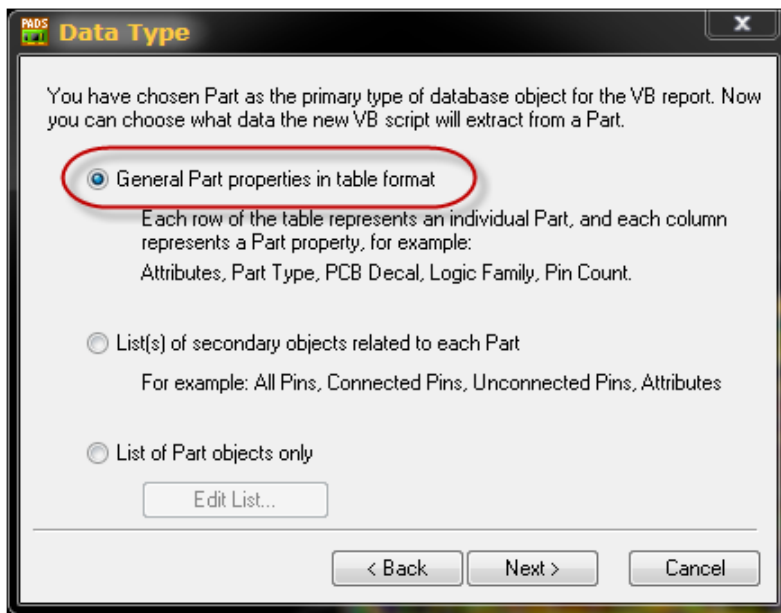 PADS
Data Type
x
You have chosen Part as the primary type of database object for the VB report. Now
you can choose what data the new VB script will extract from a Part.
General Part properties in table format
Each row of the table represents an individual Part, and each column
represents a Part property, for example:
Attributes, Part Type, PCB Decal, Logic Family, Pin Count.
List(s) of secondary objects related to each Part
For example: All Pins, Connected Pins, Unconnected Pins, Attributes
List of Part objects only
Edit List...
< Back Next > Cancel